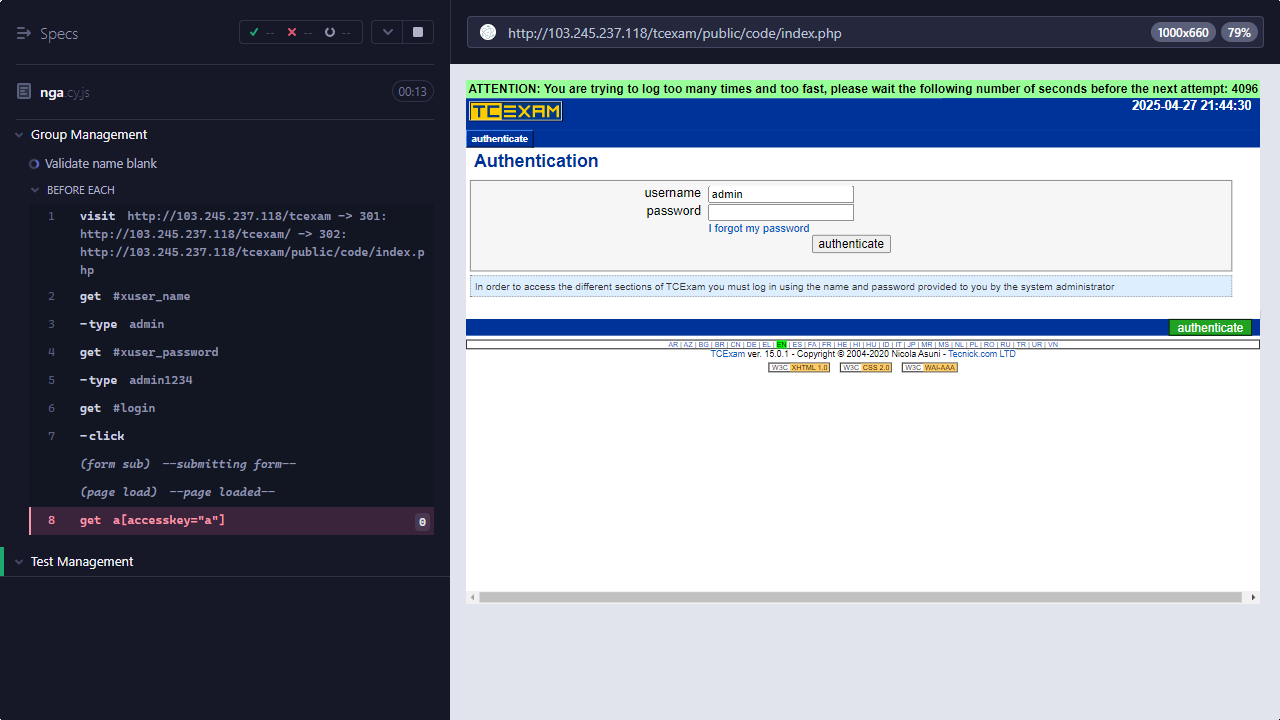 Specs
-- -- --
nga.cy.js
00:13
Group Management
Validate name blank
BEFORE EACH
1 visit http://103.245.237.118/tcexam -> 301:
http://103.245.237.118/tcexam/ -> 302:
http://103.245.237.118/tcexam/public/code/index.p
hp
2 get #xuser_name
3 -type admin
4 get #xuser_password
5 -type admin1234
6 get #login
7 -click
(form sub) --submitting form--
(page load) --page loaded--
8 get a[accesskey="a"] 0
Test Management
http://103.245.237.118/tcexam/public/code/index.php
1000x660 79%
ATTENTION: You are trying to log too many times and too fast, please wait the following number of seconds before the next attempt: 4096
TCEXAM
2025-04-27 21:44:30
authenticate
Authentication
username admin
password
I forgot my password
authenticate
In order to access the different sections of TCExam you must log in using the name and password provided to you by the system administrator
authenticate
AR | AZ | BG | BR | CN | DE | EL | EN | ES | FA | FR | HE | HI | HU | ID | IT | JP | MR | MS | NL | PL | RO | RU | TR | UR | VN
TCExam ver. 15.0.1 - Copyright © 2004-2020 Nicola Asuni - Tecnick.com LTD
W3C XHTML 1.0 W3C CSS 2.0 W3C WAI-AAA